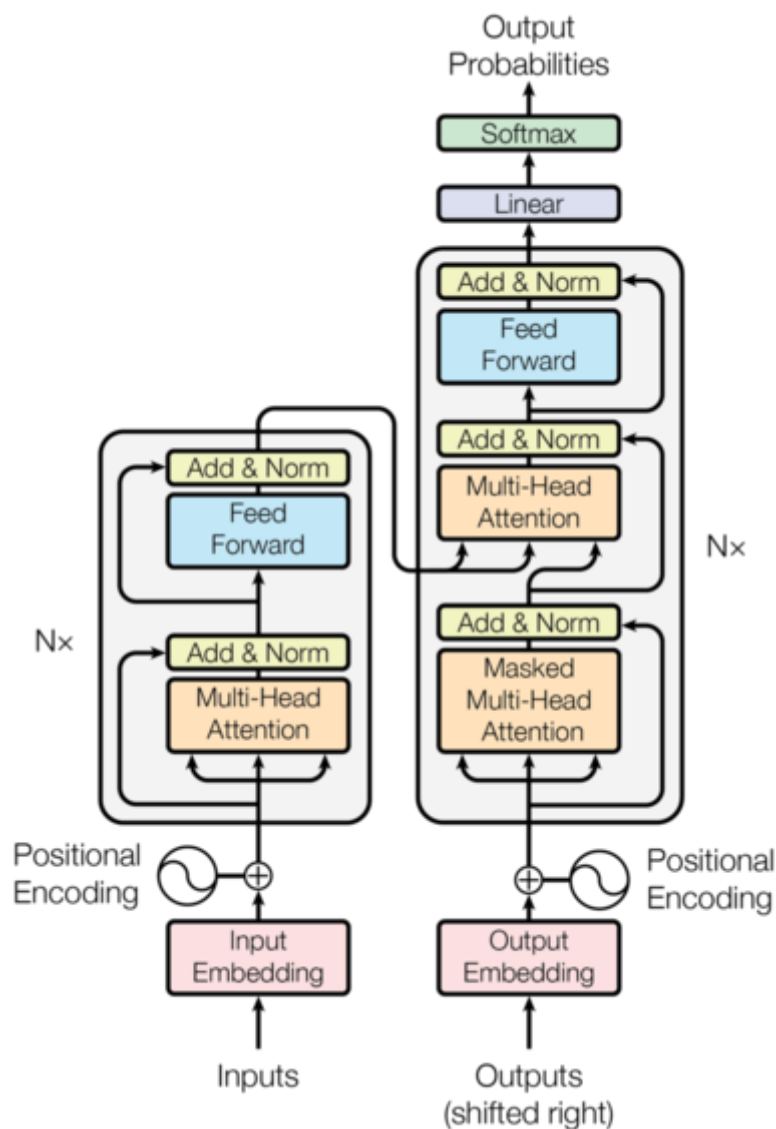 Output
Probabilities
Softmax
Linear
Add & Norm
Feed
Forward
Add & Norm
Multi-Head
Attention
Nx
Add & Norm
Masked
Multi-Head
Attention
Add & Norm
Feed
Forward
Nx
Add & Norm
Multi-Head
Attention
Positional
Encoding
Positional
Encoding
Input
Embedding
Output
Embedding
Inputs
Outputs
(shifted right)